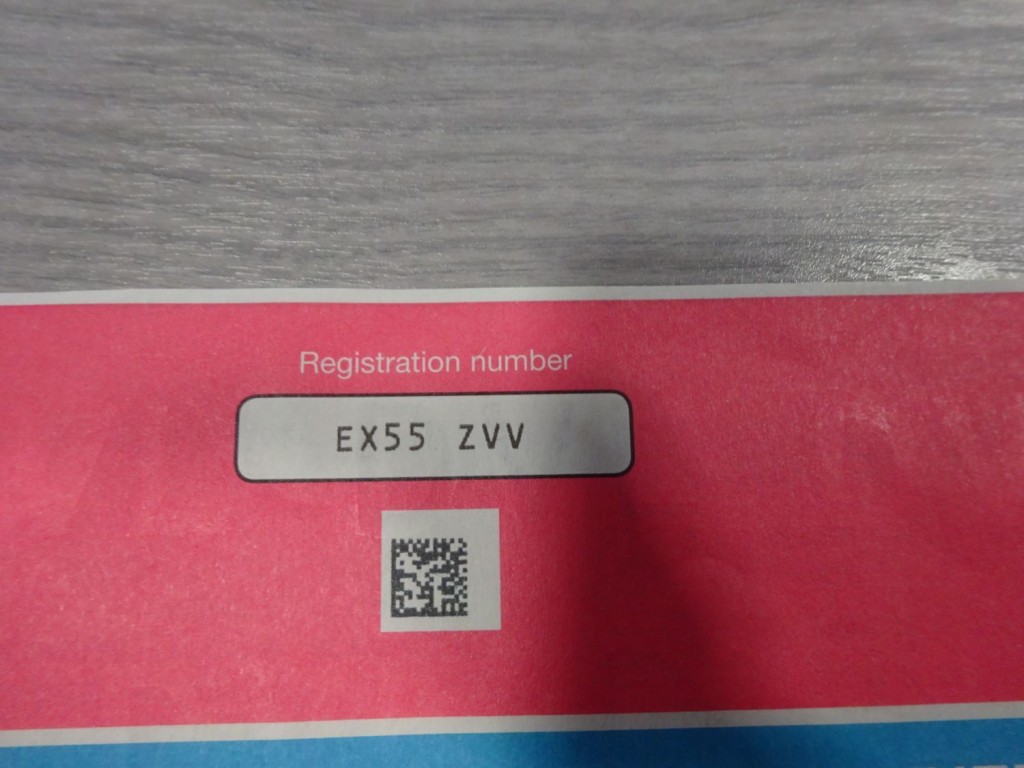 Registration number
EX55 ZVV